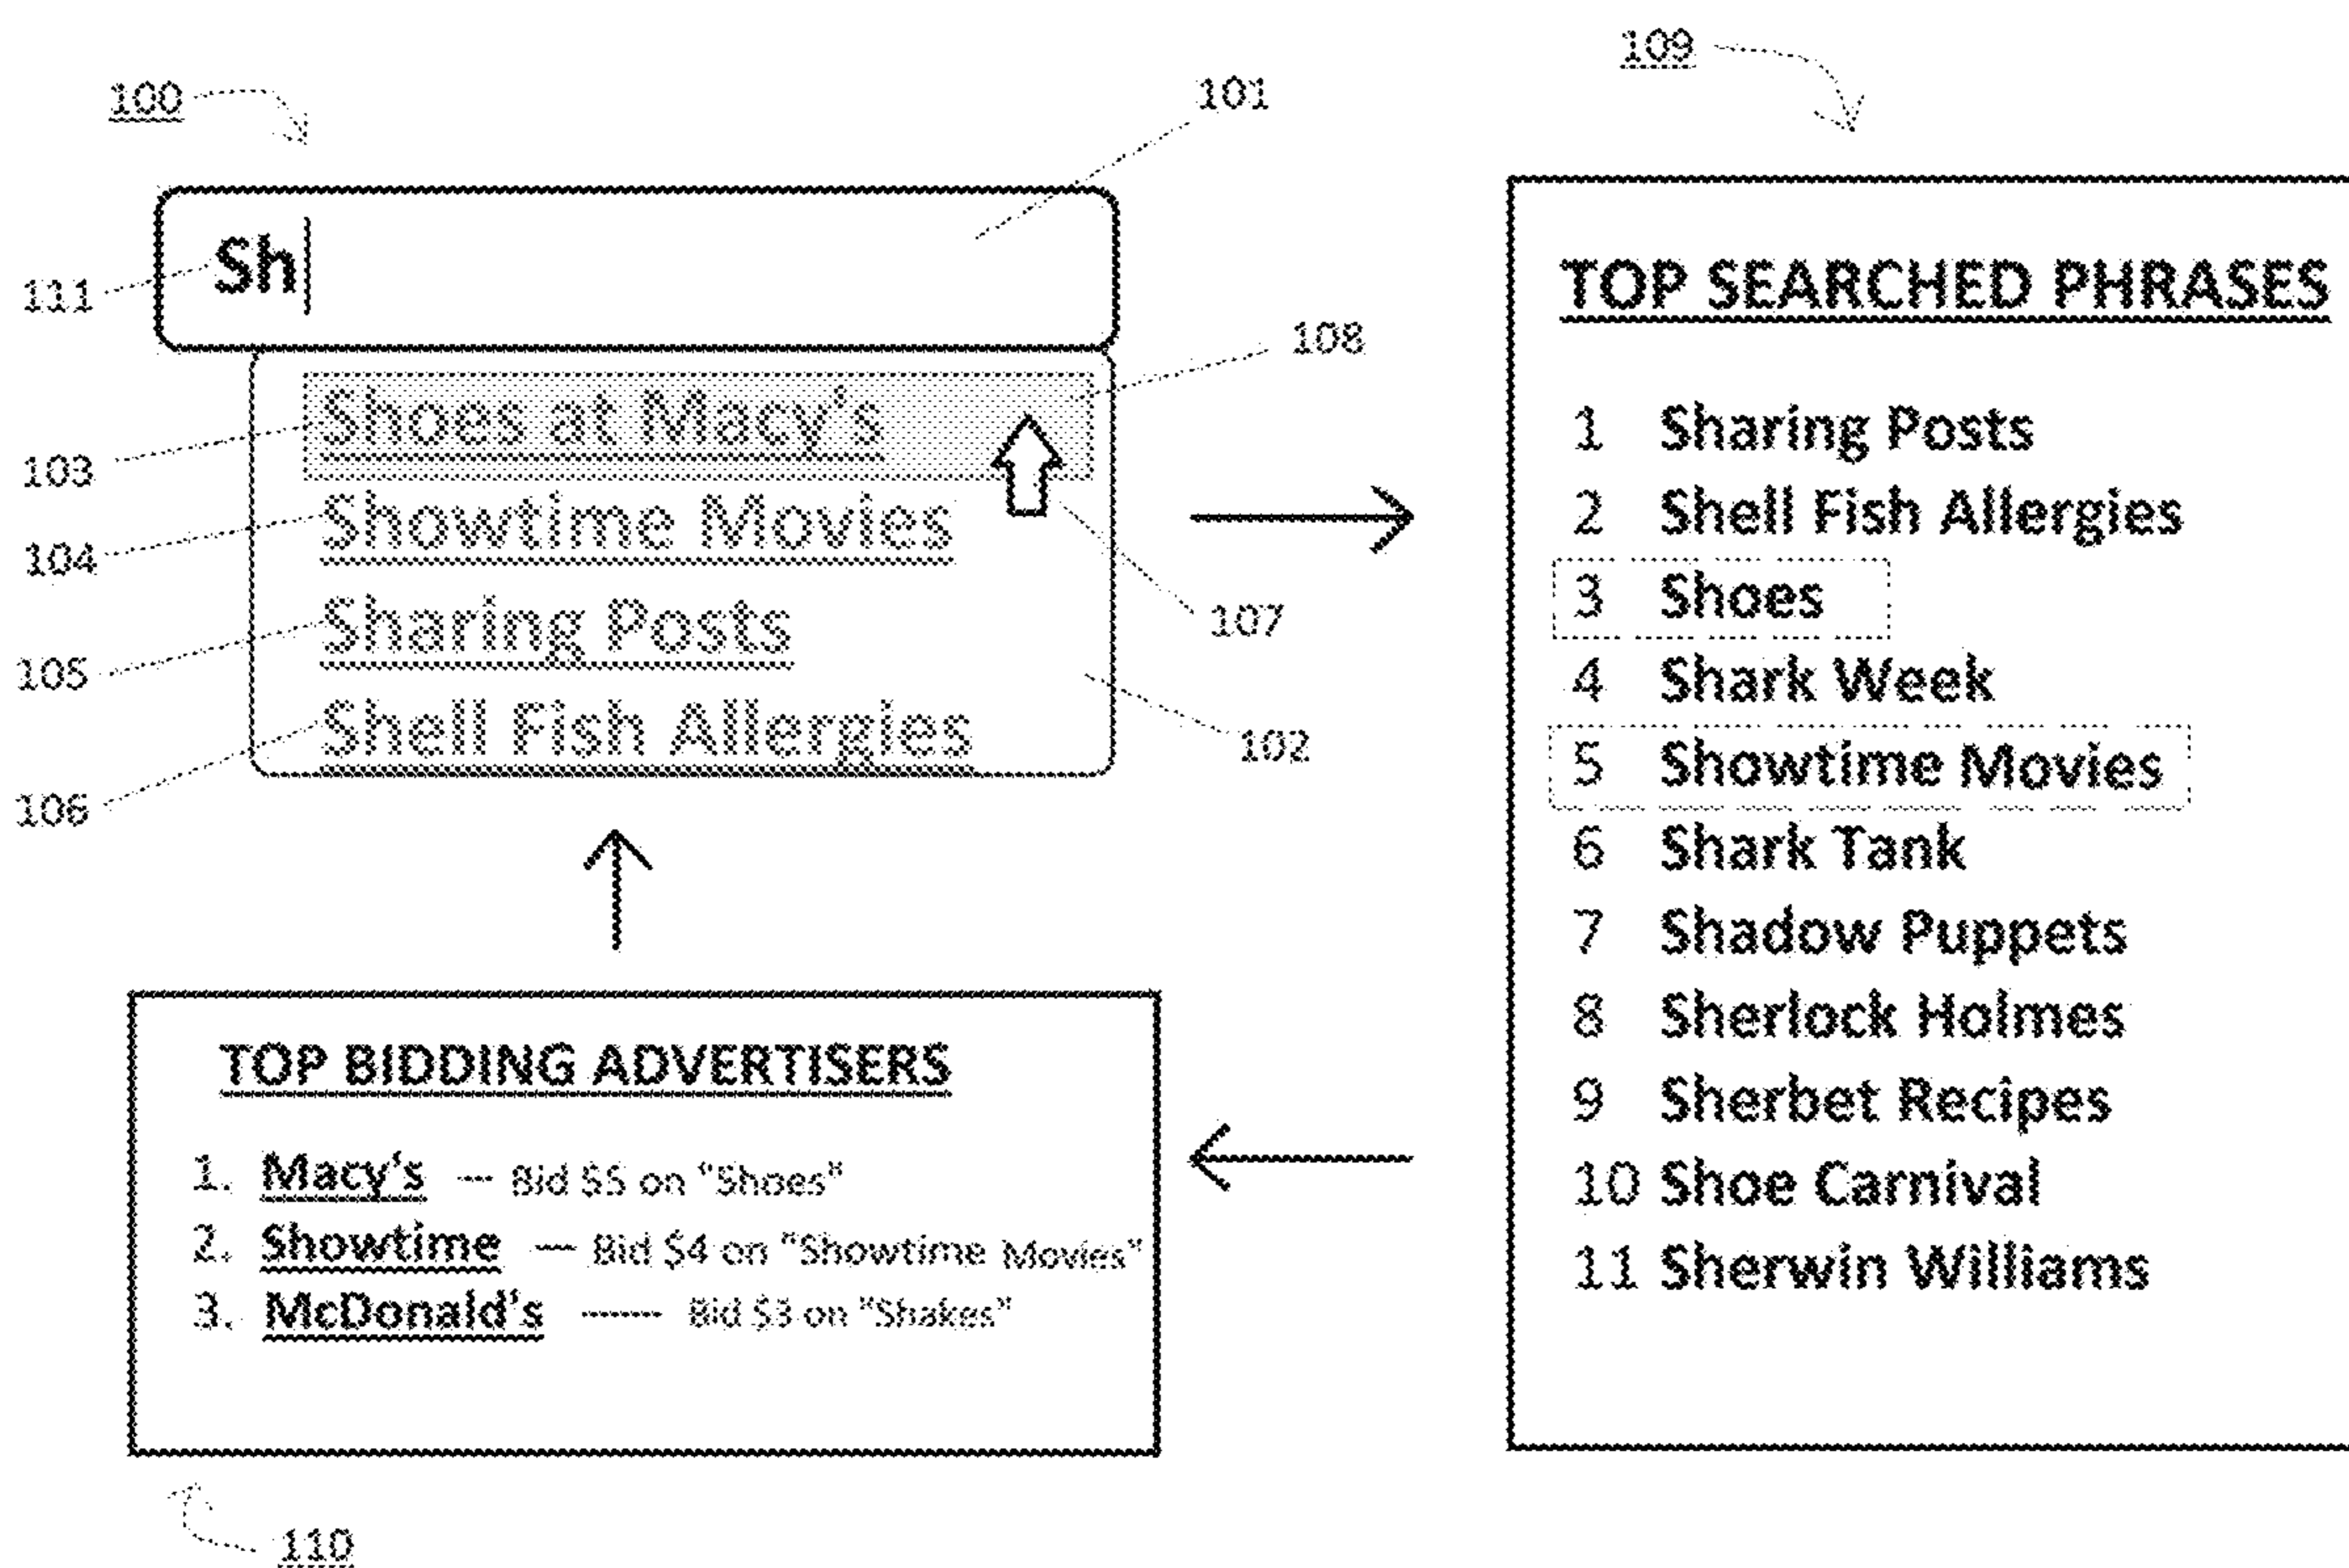 100
101
109
Sh
111
108
Shoes at Macy's
103
Showtime Movies
104
107
Sharing Posts
105
Shell Fish Allergies
102
106
TOP SEARCHED PHRASES
1 Sharing Posts
2 Shell Fish Allergies
3 Shoes
4 Shark Week
5 Showtime Movies
6 Shark Tank
7 Shadow Puppets
8 Sherlock Holmes
9 Sherbet Recipes
10 Shoe Carnival
11 Sherwin Williams
TOP BIDDING ADVERTISERS
1. Macy's — Bid $5 on "Shoes"
2. Showtime — Bid $4 on "Showtime Movies"
3. McDonald's — Bid $3 on "Shakes"
110